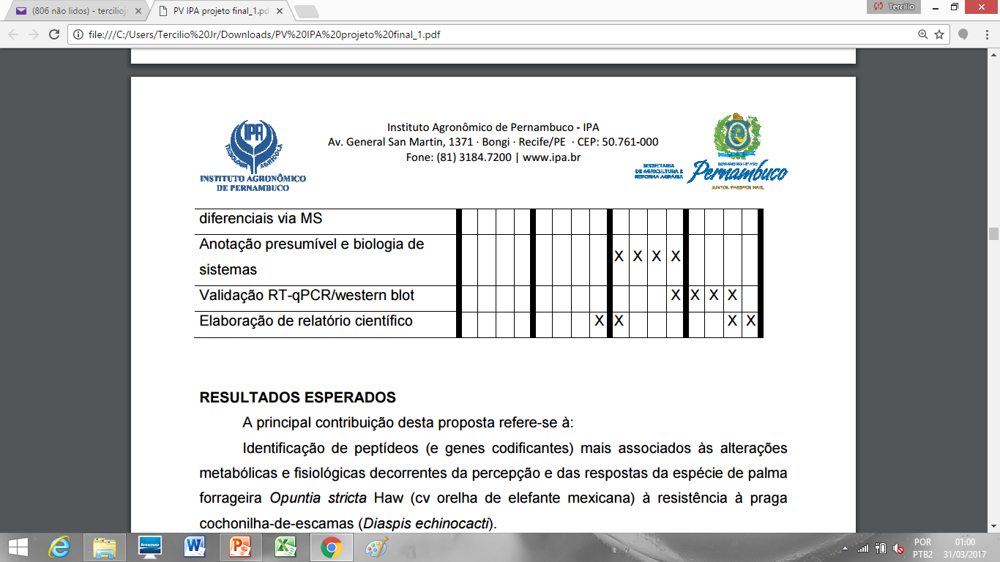 (806 não lidos) - terciliojr
PV IPA projeto final_1.pd
Tercilio
file:///C:/Users/Tercilio%20Jr/Downloads/PV%20IPA%20projeto%20final_1.pdf
Instituto Agronômico de Pernambuco - IPA
Av. General San Martin, 1371 · Bongi · Recife/PE · CEP: 50.761-000
Fone: (81) 3184.7200 | www.ipa.br
IPA
TECNOLOGIA AGRÍCOLA
INSTITUTO AGRONÔMICO
DE PERNAMBUCO
SECRETARIA
DE AGRICULTURA E
REFORMA AGRÁRIA
GOVERNO DO ESTADO
Pernambuco
JUNTOS, FAZEMOS MAIS.
diferenciais via MS
Anotação presumível e biologia de
sistemas
X X X X
Validação RT-qPCR/western blot X X X X
Elaboração de relatório científico X X X X
RESULTADOS ESPERADOS
A principal contribuição desta proposta refere-se à:
Identificação de peptídeos (e genes codificantes) mais associados às alterações
metabólicas e fisiológicas decorrentes da percepção e das respostas da espécie de palma
forrageira Opuntia stricta Haw (cv orelha de elefante mexicana) à resistência à praga
cochonilha-de-escamas (Diaspis echinocacti).
lenovo
POR
PTB2
01:00
31/03/2017